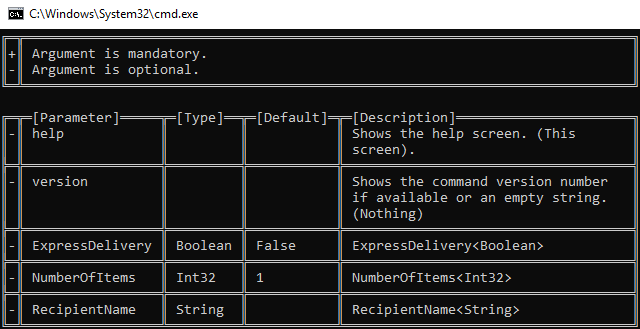 C:\Windows\System32\cmd.exe
+ Argument is mandatory.
- Argument is optional.
[Parameter] [Type] [Default] [Description]
- help Shows the help screen. (This
screen).
- version Shows the command version number
if available or an empty string.
(Nothing)
- ExpressDelivery Boolean False ExpressDelivery<Boolean>
- NumberOfItems Int32 1 NumberOfItems<Int32>
- RecipientName String RecipientName<String>